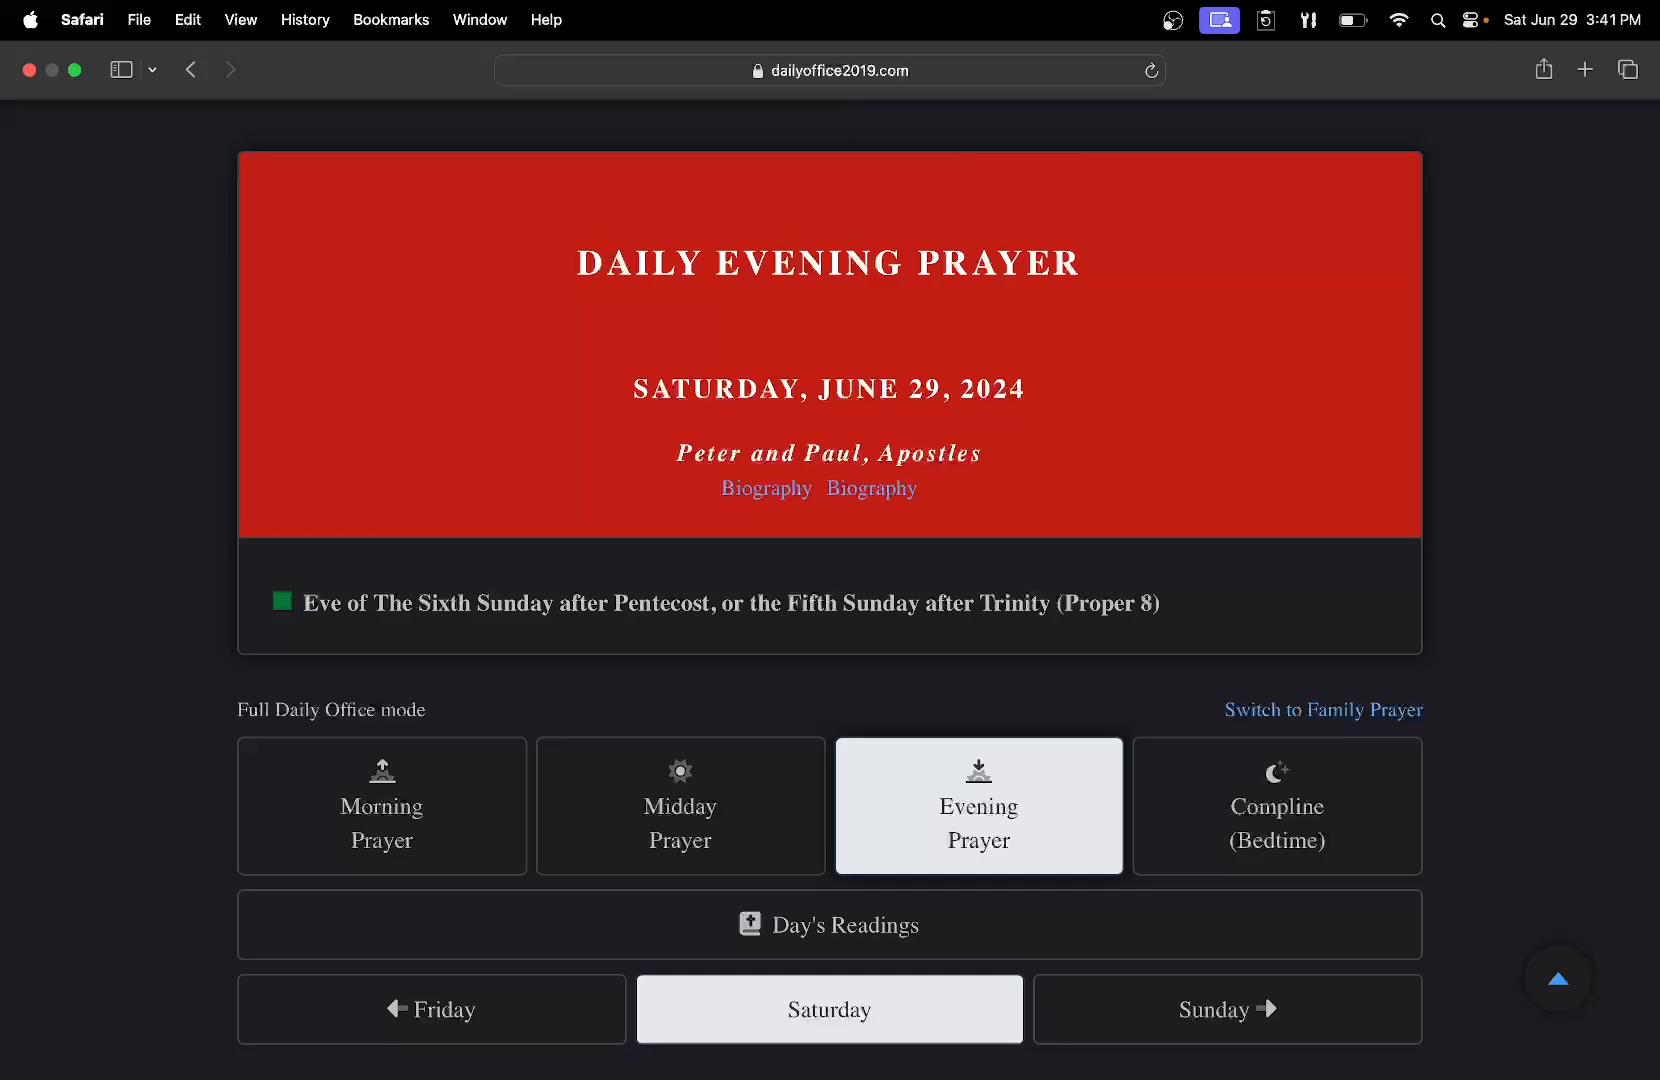 Safari File Edit View History Bookmarks Window Help Sat Jun 29 3:41 PM
dailyoffice2019.com
DAILY EVENING PRAYER
SATURDAY, JUNE 29, 2024
Peter and Paul, Apostles
Biography Biography
Eve of The Sixth Sunday after Pentecost, or the Fifth Sunday after Trinity (Proper 8)
Full Daily Office mode
Switch to Family Prayer
Morning
Prayer
Midday
Prayer
Evening
Prayer
Compline
(Bedtime)
Day's Readings
Friday
Saturday
Sunday